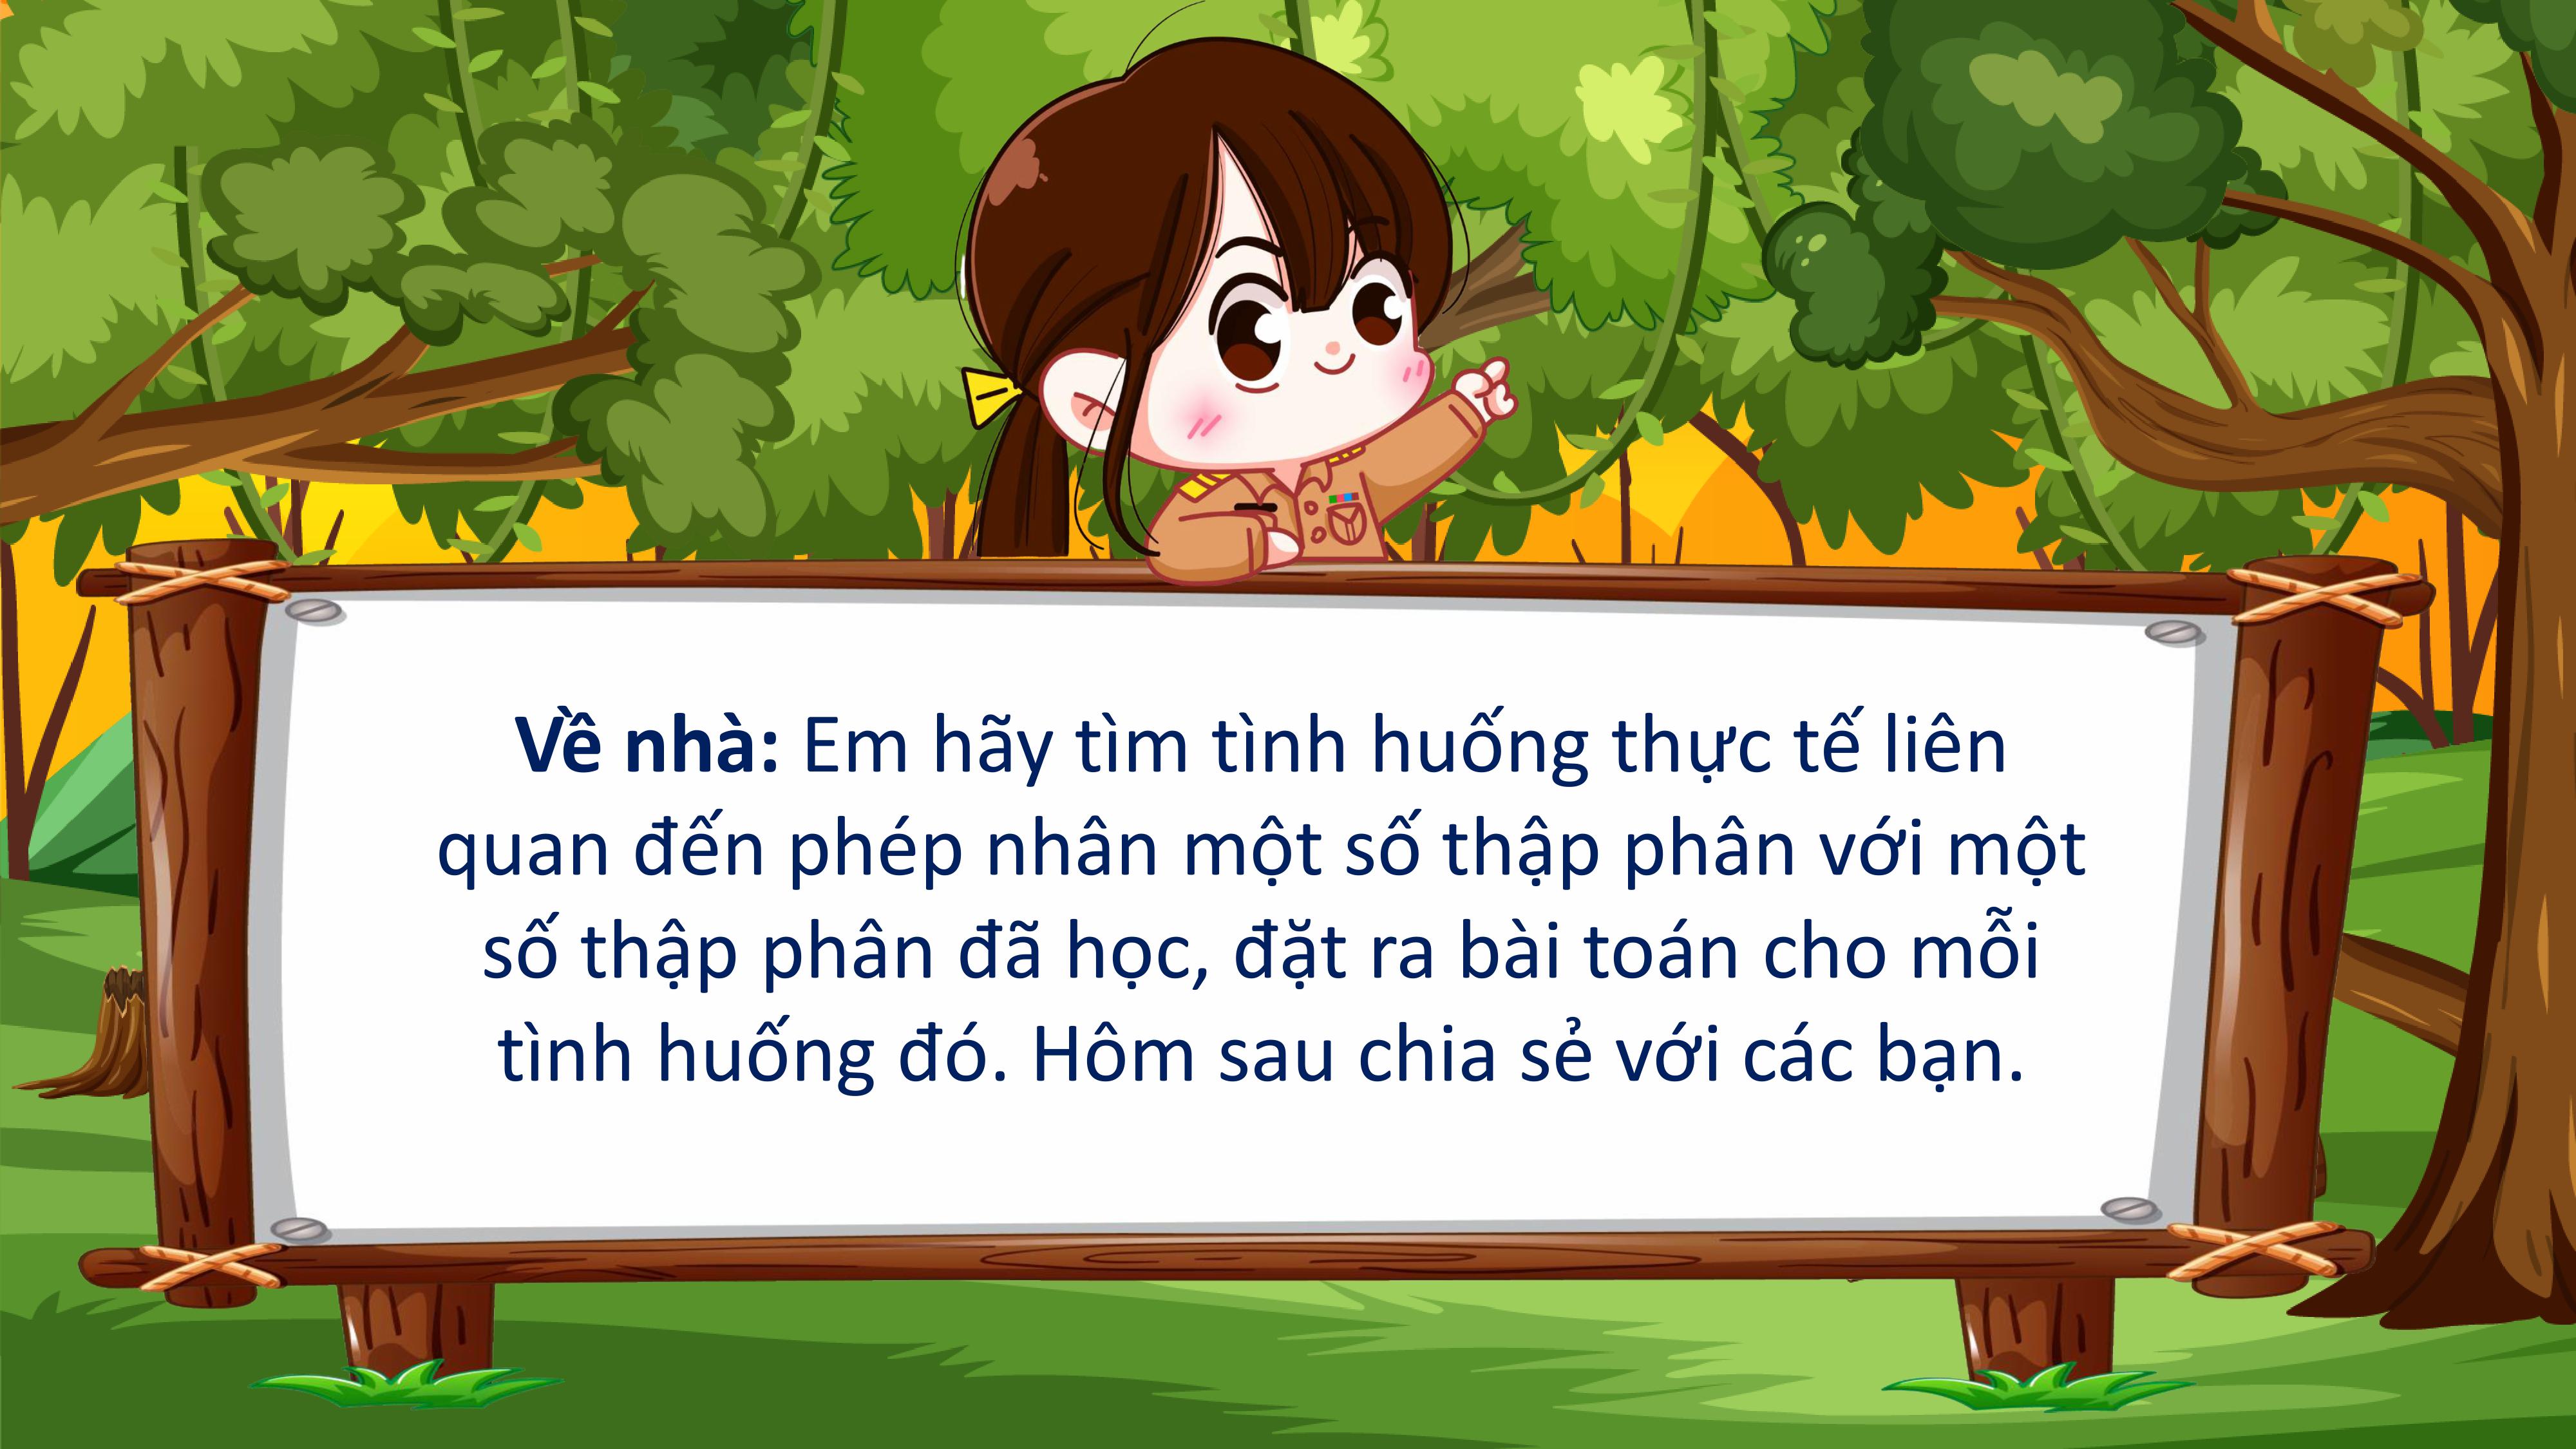 Về nhà: Em hãy tìm tình huống thực tế liên
quan đến phép nhân một số thập phân với một
số thập phân đã học, đặt ra bài toán cho mỗi
tình huống đó. Hôm sau chia sẻ với các bạn.